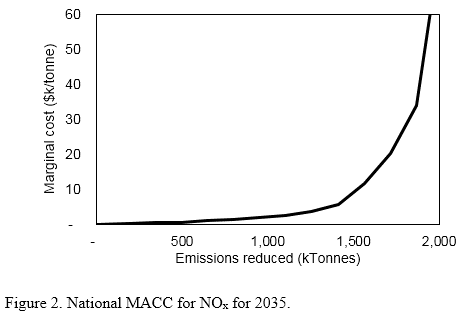 60
50
40
30
20
10
-
Marginal cost ($k/tonne)
- 500 1,000 1,500 2,000
Emissions reduced (kTonnes)
Figure 2. National MACC for NOx for 2035.